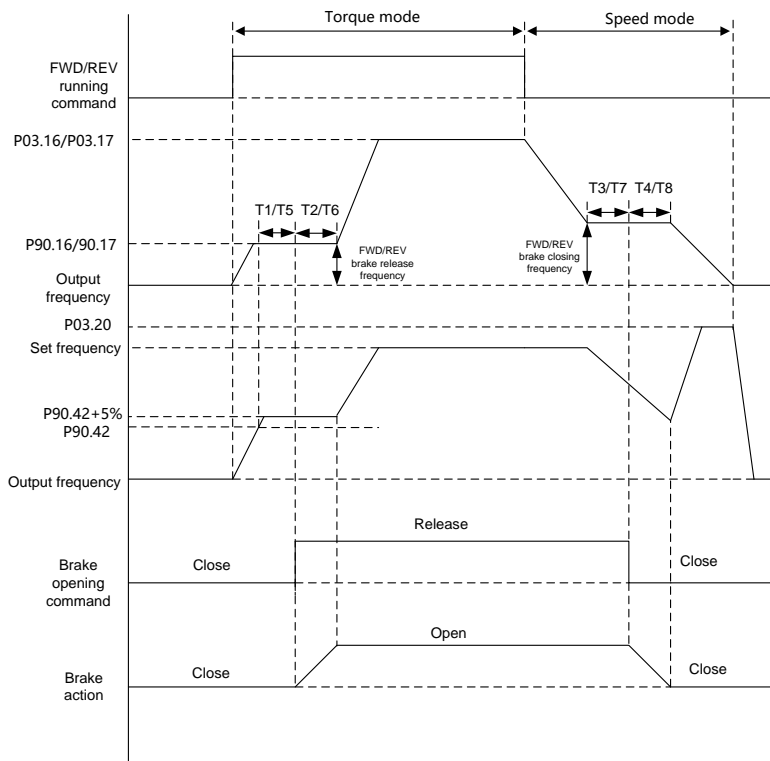 Torque mode
Speed mode
FWD/REV
running
command
P03.16/P03.17
T1/T5
T2/T6
T3/T7
T4/T8
P90.16/90.17
FWD/REV
brake release
frequency
FWD/REV
brake closing
frequency
Output
frequency
P03.20
Set frequency
P90.42+5%
P90.42
Output frequency
Release
Close
Close
Brake
opening
command
Open
Close
Close
Brake
action